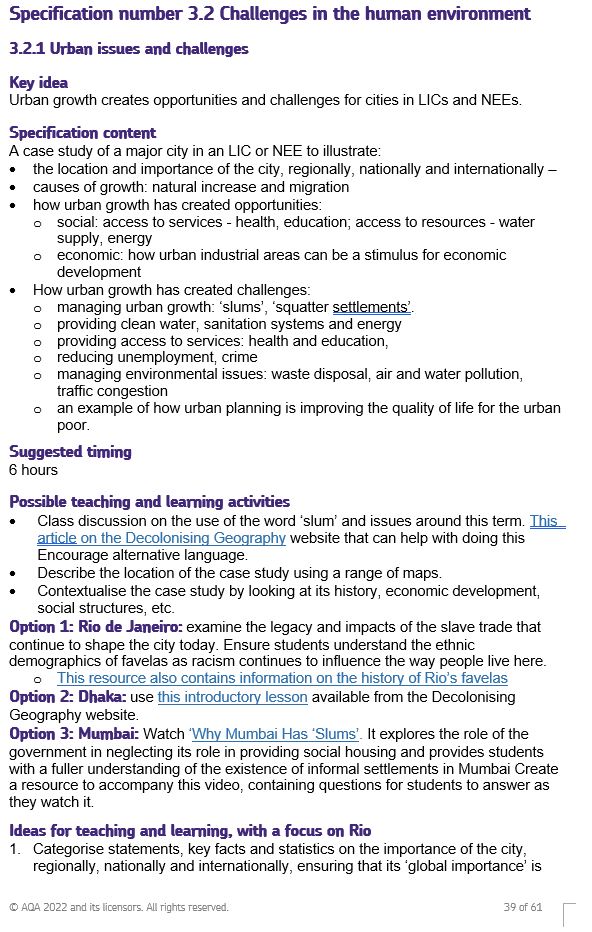 Specification number 3.2 Challenges in the human environment
3.2.1 Urban issues and challenges
Key idea
Urban growth creates opportunities and challenges for cities in LICs and NEEs.
Specification content
A case study of a major city in an LIC or NEE to illustrate:
• the location and importance of the city, regionally, nationally and internationally –
• causes of growth: natural increase and migration
• how urban growth has created opportunities:
o social: access to services - health, education; access to resources - water
supply, energy
o economic: how urban industrial areas can be a stimulus for economic
development
• How urban growth has created challenges:
o managing urban growth: ‘slums’, ‘squatter settlements’.
o providing clean water, sanitation systems and energy
o providing access to services: health and education,
o reducing unemployment, crime
o managing environmental issues: waste disposal, air and water pollution,
traffic congestion
o an example of how urban planning is improving the quality of life for the urban
poor.
Suggested timing
6 hours
Possible teaching and learning activities
• Class discussion on the use of the word ‘slum’ and issues around this term. This
article on the Decolonising Geography website that can help with doing this
Encourage alternative language.
• Describe the location of the case study using a range of maps.
• Contextualise the case study by looking at its history, economic development,
social structures, etc.
Option 1: Rio de Janeiro: examine the legacy and impacts of the slave trade that
continue to shape the city today. Ensure students understand the ethnic
demographics of favelas as racism continues to influence the way people live here.
o This resource also contains information on the history of Rio’s favelas
Option 2: Dhaka: use this introductory lesson available from the Decolonising
Geography website.
Option 3: Mumbai: Watch ‘Why Mumbai Has ‘Slums’. It explores the role of the
government in neglecting its role in providing social housing and provides students
with a fuller understanding of the existence of informal settlements in Mumbai Create
a resource to accompany this video, containing questions for students to answer as
they watch it.
Ideas for teaching and learning, with a focus on Rio
1. Categorise statements, key facts and statistics on the importance of the city,
regionally, nationally and internationally, ensuring that its ‘global importance’ is
© AQA 2022 and its licensors. All rights reserved. 39 of 61